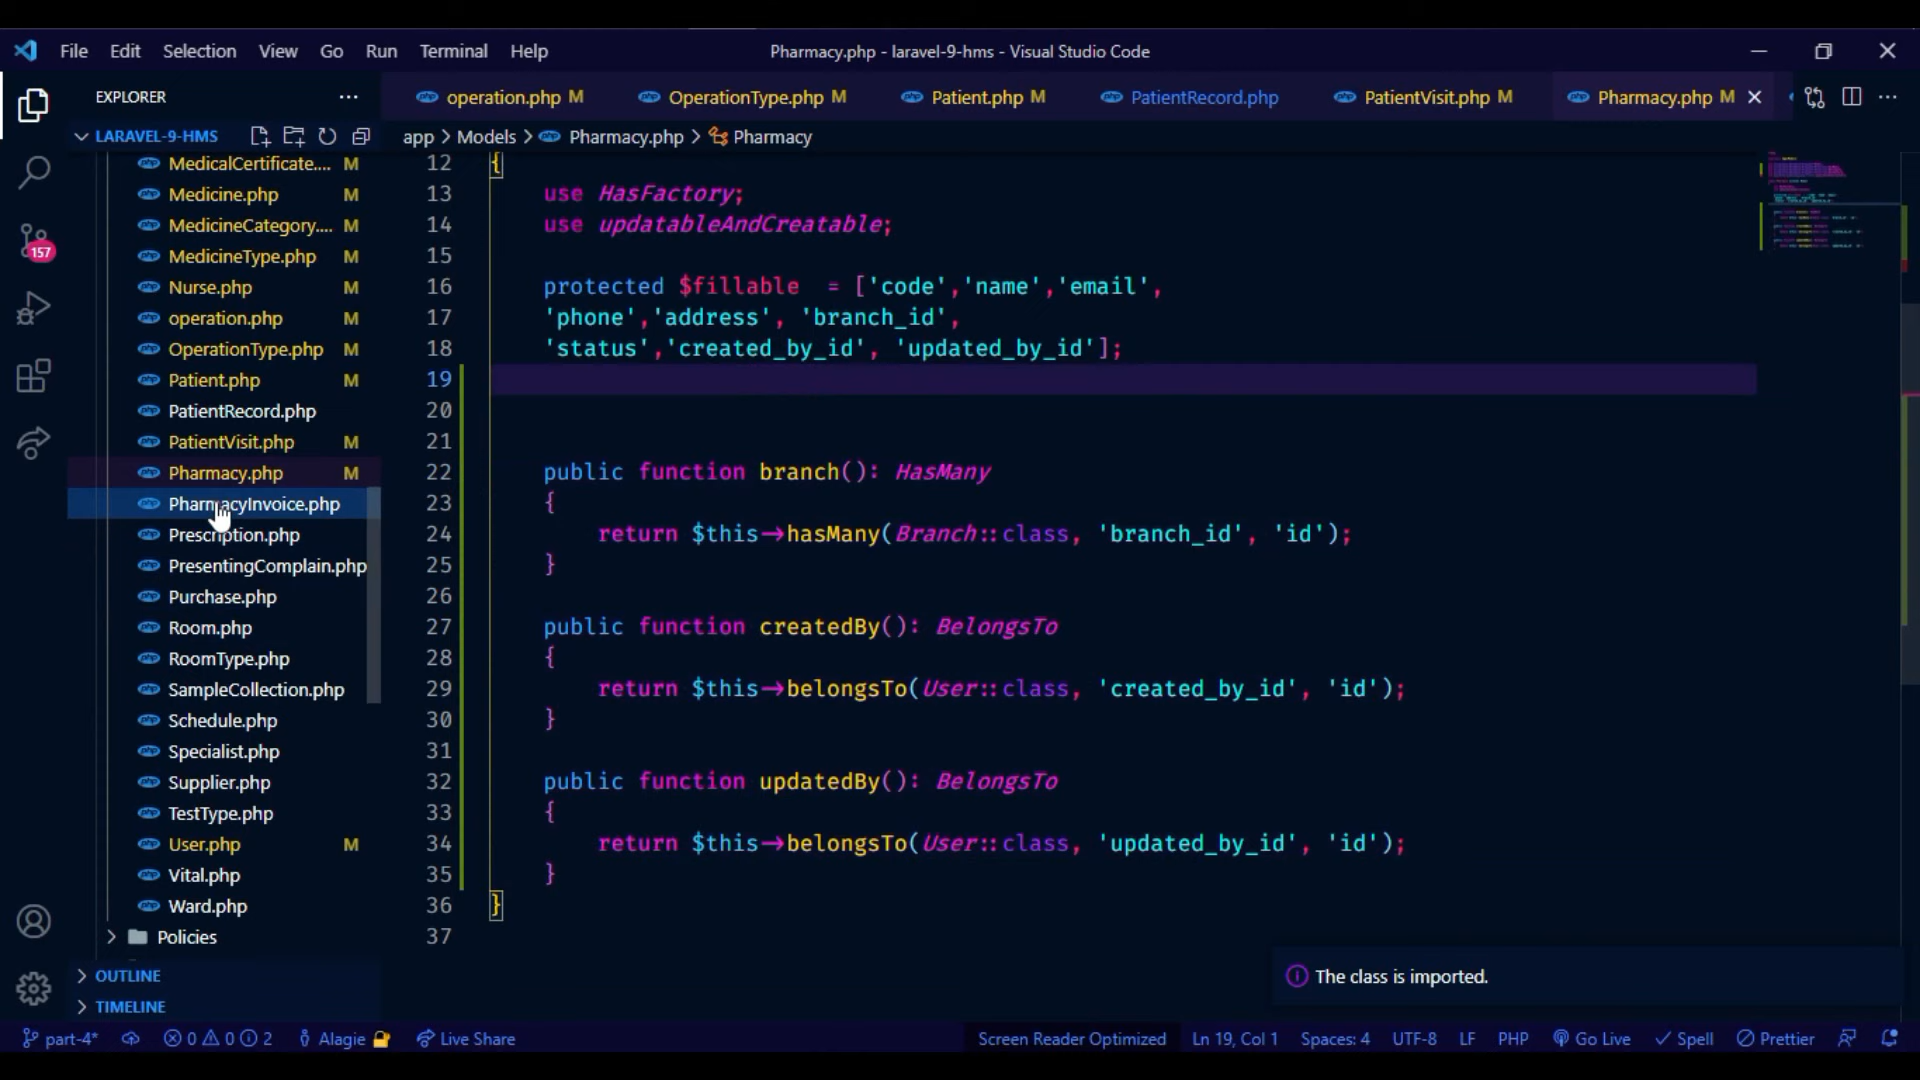 File Edit Selection View Go Run Terminal Help
Pharmacy.php - laravel-9-hms - Visual Studio Code
EXPLORER
operation.php M
OperationType.php M
Patient.php M
PatientRecord.php
PatientVisit.php M
Pharmacy.php M
LARAVEL-9-HMS
app > Models > Pharmacy.php > Pharmacy
157
MedicalCertificate.... M
Medicine.php M
MedicineCategory.... M
MedicineType.php M
Nurse.php M
operation.php M
OperationType.php M
Patient.php M
PatientRecord.php
PatientVisit.php M
Pharmacy.php M
PharmacyInvoice.php
Prescription.php
PresentingComplain.php
Purchase.php
Room.php
RoomType.php
SampleCollection.php
Schedule.php
Specialist.php
Supplier.php
TestType.php
User.php M
Vital.php
Ward.php
Policies
OUTLINE
TIMELINE
12 {
13 use HasFactory;
14 use updatableAndCreatable;
15
16 protected $fillable = ['code','name','email',
17 'phone','address', 'branch_id',
18 'status','created_by_id', 'updated_by_id'];
19
20
21
22 public function branch(): HasMany
23 {
24 return $this->hasMany(Branch::class, 'branch_id', 'id');
25 }
26
27 public function createdBy(): BelongsTo
28 {
29 return $this->belongsTo(User::class, 'created_by_id', 'id');
30 }
31
32 public function updatedBy(): BelongsTo
33 {
34 return $this->belongsTo(User::class, 'updated_by_id', 'id');
35 }
36 }
37
The class is imported.
part-4* 0 0 2 Alagie Live Share Screen Reader Optimized Ln 19, Col 1 Spaces: 4 UTF-8 LF PHP Go Live Spell Prettier